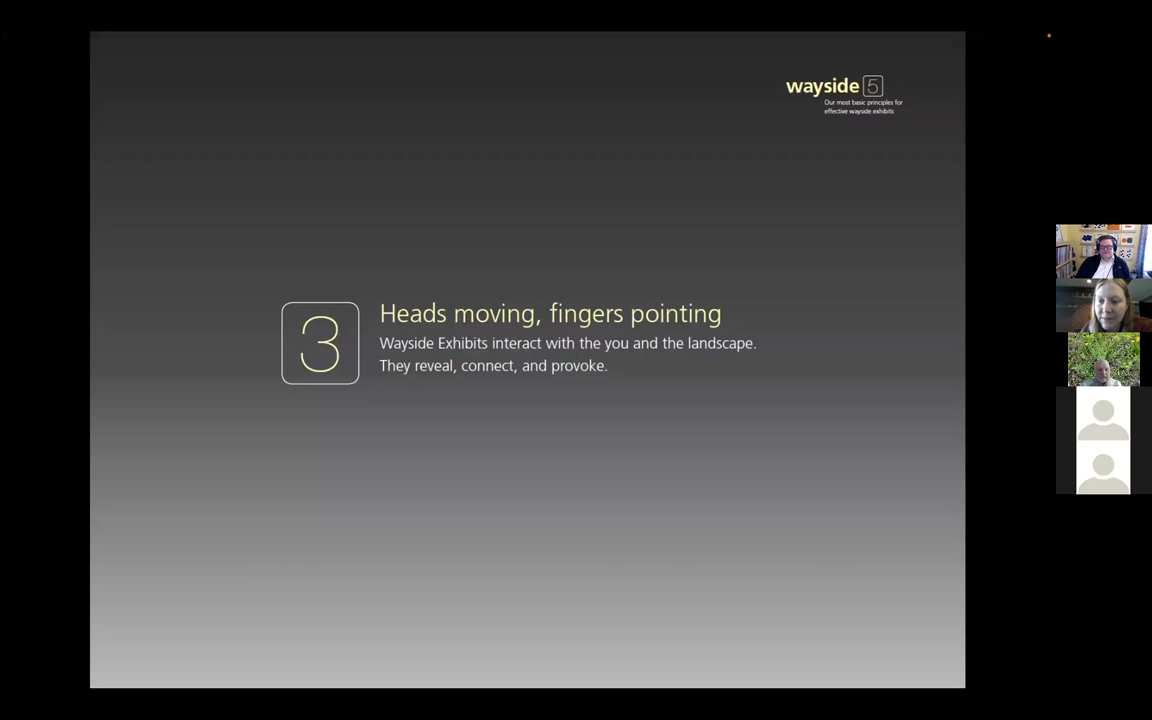 wayside 5
Our most basic principles for
effective wayside exhibits
3
Heads moving, fingers pointing
Wayside Exhibits interact with the you and the landscape.
They reveal, connect, and provoke.